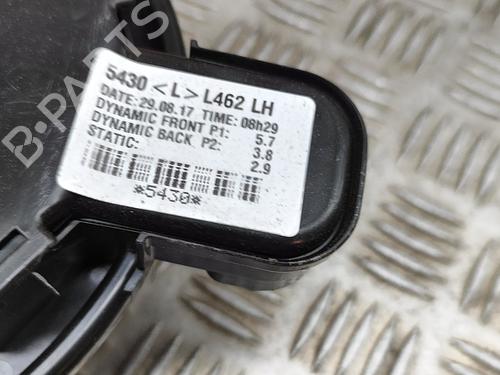 B-PARTS
5430 <L> L462 LH
DATE: 29.08.17 TIME: 08h29
DYNAMIC FRONT P1: 5.7
DYNAMIC BACK P2: 3.8
STATIC: 2.9
*5430*